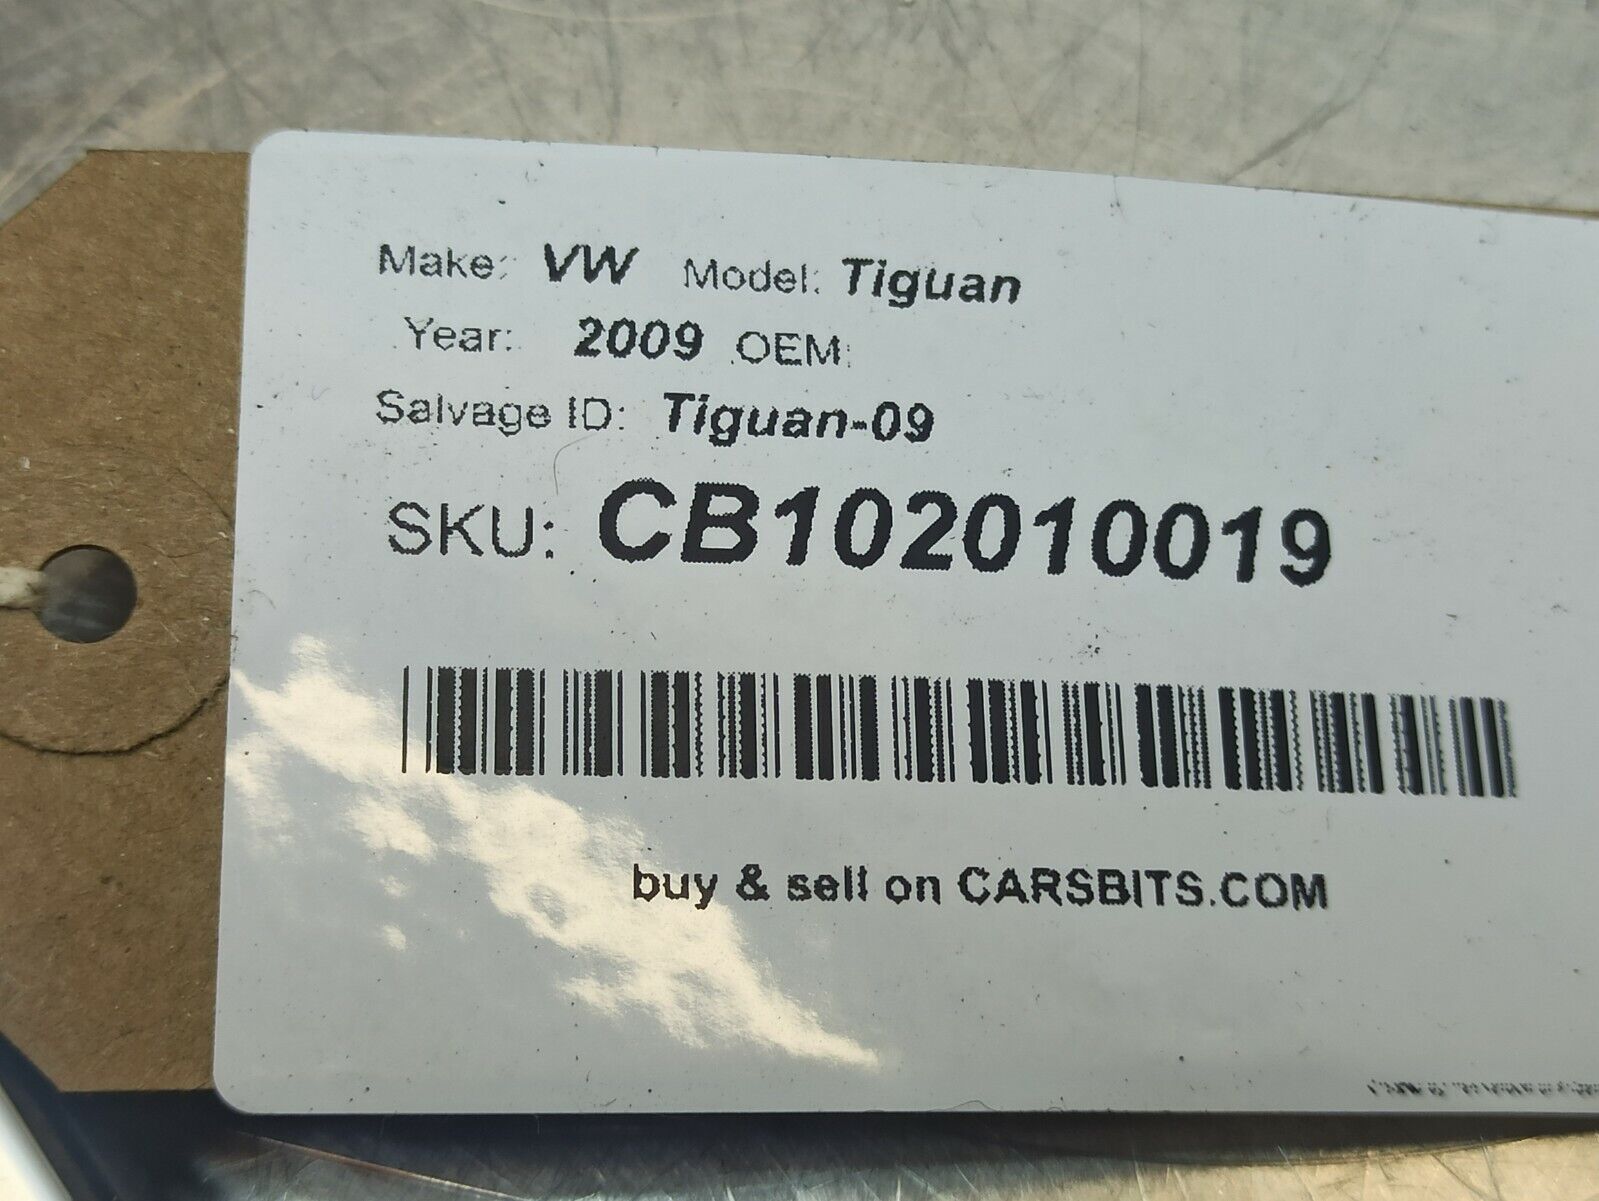 Make: VW Model: Tiguan
Year: 2009 OEM:
Salvage ID: Tiguan-09
SKU: CB102010019
buy & sell on CARSBITS.COM